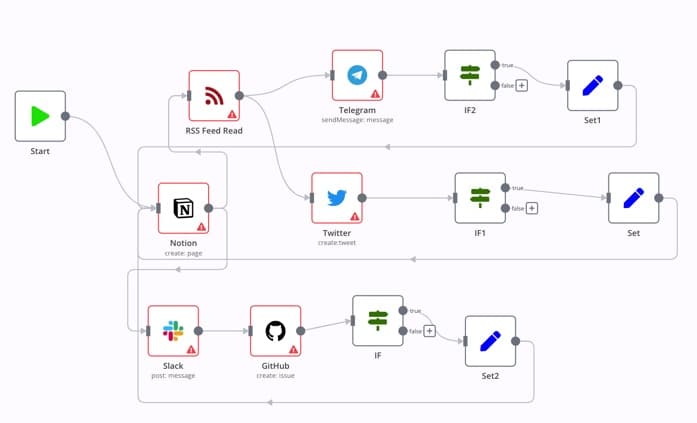 Start
RSS Feed Read
Telegram
sendMessage: message
true
false
IF2
Set1
Notion
create: page
Twitter
create:tweet
true
false
IF1
Set
Slack
post: message
GitHub
create: issue
true
false
IF
Set2